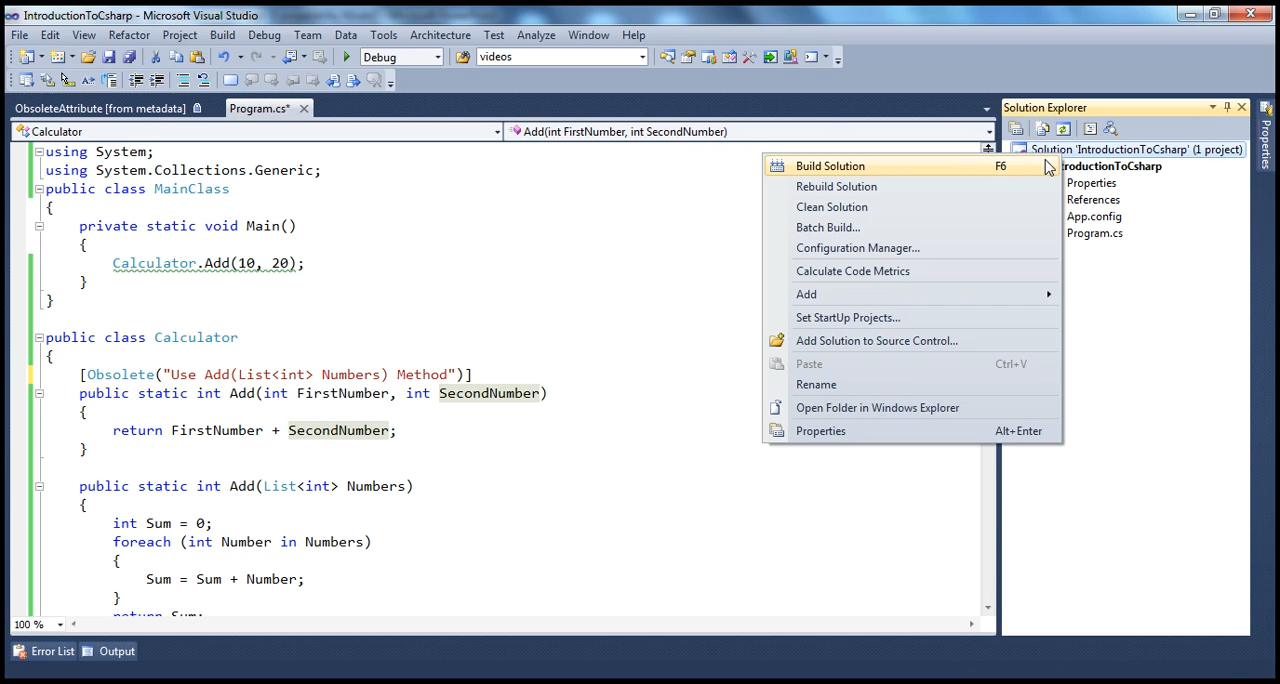 IntroductionToCsharp - Microsoft Visual Studio
File Edit View Refactor Project Build Debug Team Data Tools Architecture Test Analyze Window Help
Debug videos
ObsoleteAttribute [from metadata] Program.cs*
Calculator Add(int FirstNumber, int SecondNumber)
using System;
using System.Collections.Generic;
public class MainClass
{
private static void Main()
{
Calculator.Add(10, 20);
}
}
public class Calculator
{
[Obsolete("Use Add(List<int> Numbers) Method")]
public static int Add(int FirstNumber, int SecondNumber)
{
return FirstNumber + SecondNumber;
}
public static int Add(List<int> Numbers)
{
int Sum = 0;
foreach (int Number in Numbers)
{
Sum = Sum + Number;
}
return Sum;
100 %
Error List Output
Build Solution F6
Rebuild Solution
Clean Solution
Batch Build...
Configuration Manager...
Calculate Code Metrics
Add
Set StartUp Projects...
Add Solution to Source Control...
Paste Ctrl+V
Rename
Open Folder in Windows Explorer
Properties Alt+Enter
Solution Explorer
Solution 'IntroductionToCsharp' (1 project)
troductionToCsharp
Properties
References
App.config
Program.cs
Properties